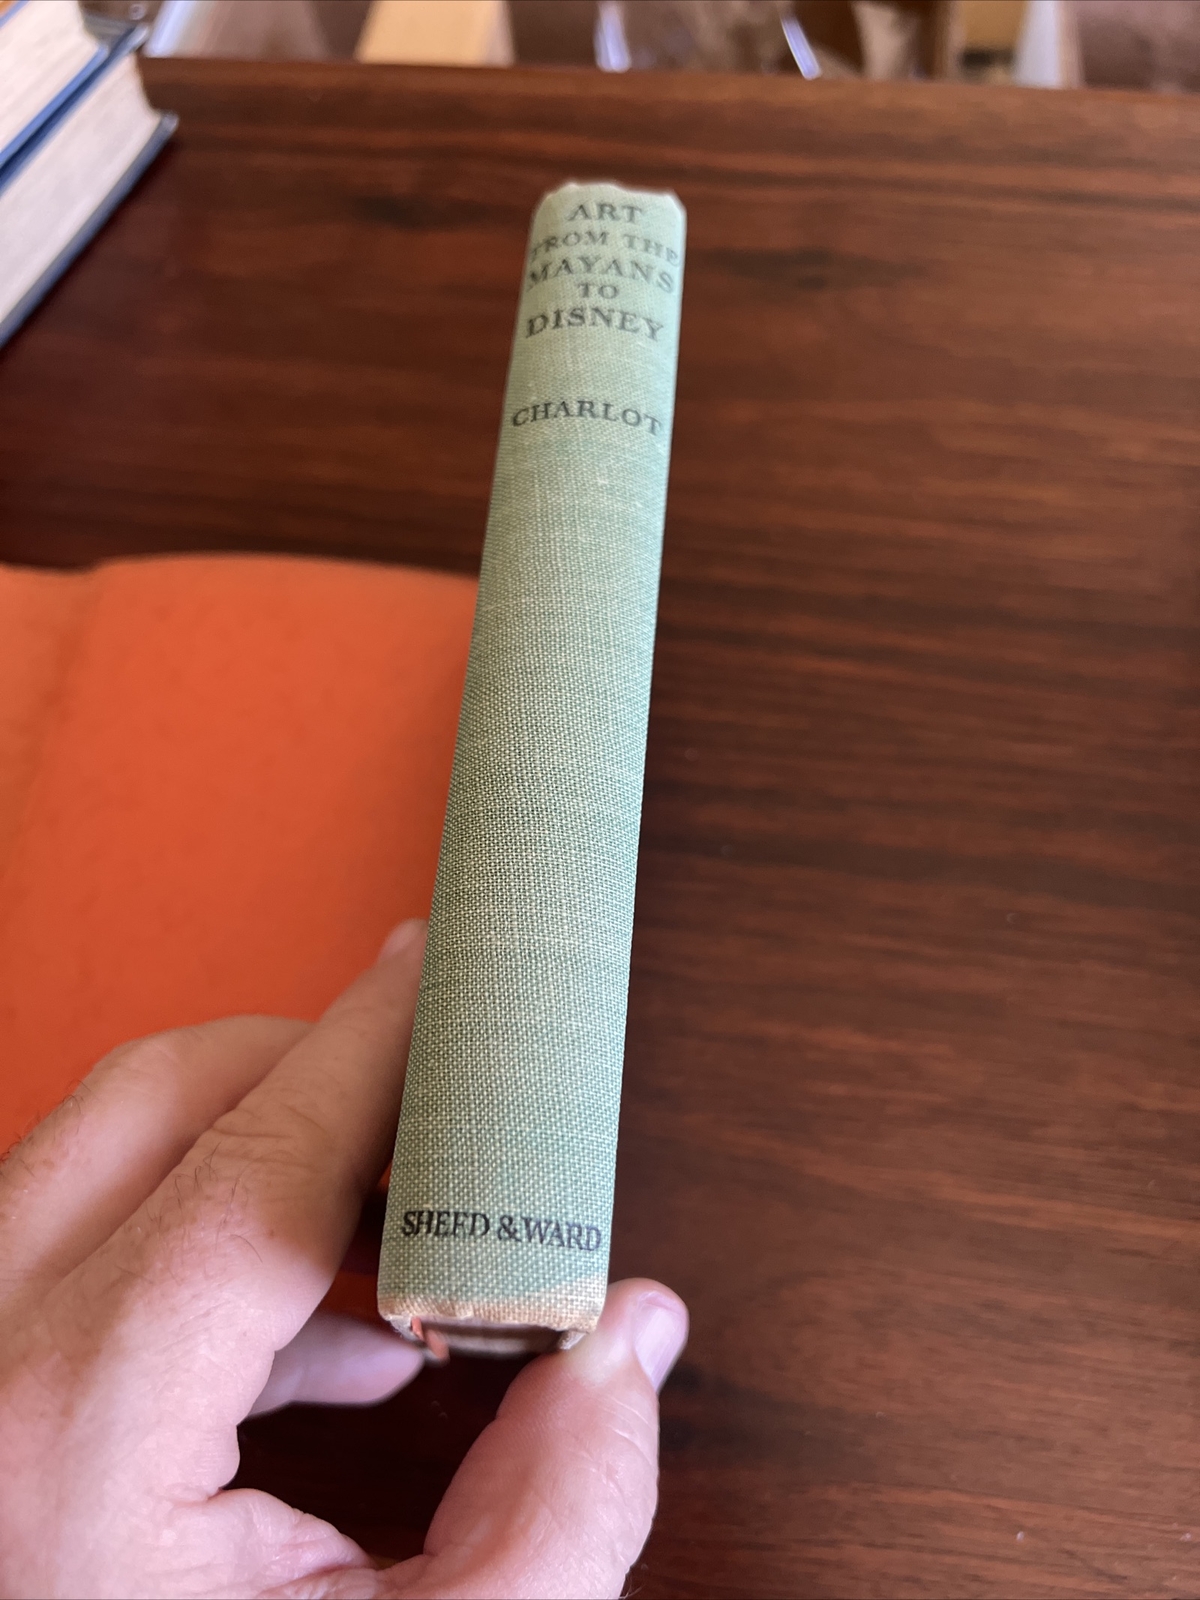 ART
FROM THE
MAYANS
TO
DISNEY
CHARLOT
SHEED & WARD